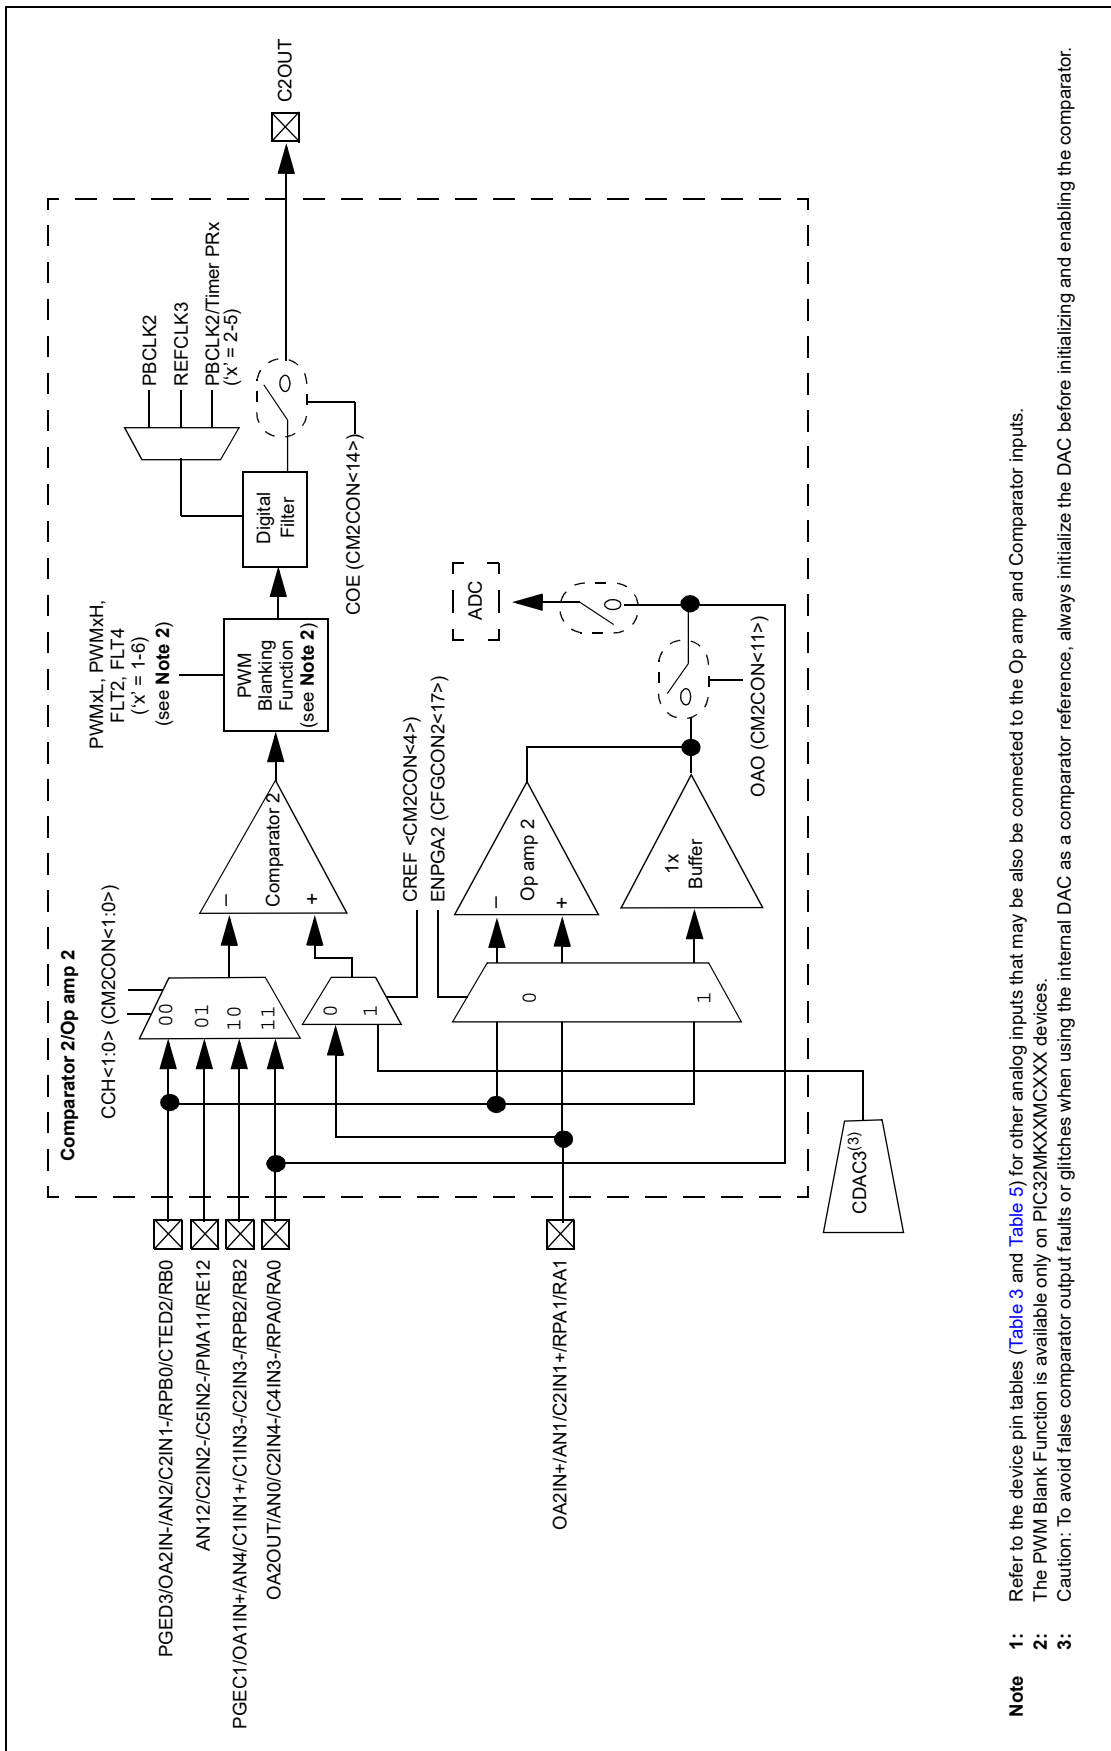 Comparator 2/Op amp 2
CCH<1:0> (CM2CON<1:0>)
PWMxL, PWMxH,
FLT2, FLT4
('x' = 1-6)
(see Note 2)
PBCLK2
REFCLK3
PBCLK2/Timer PRx
('x' = 2-5)
C2OUT
PGED3/OA2IN-/AN2/C2IN1-/RPB0/CTED2/RB0
AN12/C2IN2-/C5IN2-/PMA11/RE12
PGEC1/OA1IN+/AN4/C1IN1+/C1IN3-/C2IN3-/RPB2/RB2
OA2OUT/AN0/C2IN4-/C4IN3-/RPA0/RA0
00
01
10
11
–
Comparator 2
+
PWM
Blanking
Function
(see Note 2)
Digital
Filter
COE (CM2CON<14>)
0
1
CREF <CM2CON<4>)
ENPGA2 (CFGCON2<17>)
OA2IN+/AN1/C2IN1+/RPA1/RA1
0
1
–
Op amp 2
+
1x
Buffer
ADC
OAO (CM2CON<11>)
CDAC3(3)
Note 1: Refer to the device pin tables (Table 3 and Table 5) for other analog inputs that may be also be connected to the Op amp and Comparator inputs.
2: The PWM Blank Function is available only on PIC32MKXXXMCXXX devices.
3: Caution: To avoid false comparator output faults or glitches when using the internal DAC as a comparator reference, always initialize the DAC before initializing and enabling the comparator.